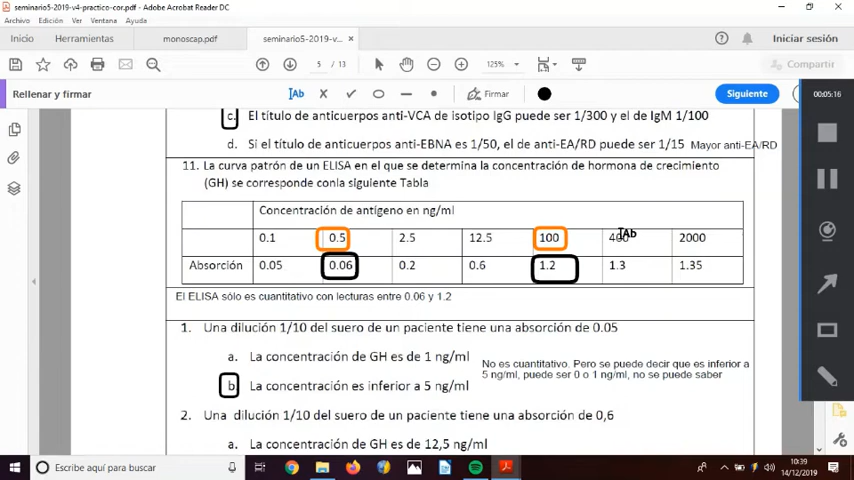 seminario5-2019-v4-practico-cor.pdf - Adobe Acrobat Reader DC
Archivo Edición Ver Ventana Ayuda
Inicio Herramientas monoscap.pdf seminario5-2019-v... × Iniciar sesión
5 / 13 125% Compartir
Rellenar y firmar Ab Firmar Siguiente 00:05:16
c. El título de anticuerpos anti-VCA de isotipo IgG puede ser 1/300 y el de IgM 1/100
d. Si el título de anticuerpos anti-EBNA es 1/50, el de anti-EA/RD puede ser 1/15 Mayor anti-EA/RD
11. La curva patrón de un ELISA en el que se determina la concentración de hormona de crecimiento
(GH) se corresponde conla siguiente Tabla
Concentración de antígeno en ng/ml
0.1 0.5 2.5 12.5 100 400 Ab 2000
Absorción 0.05 0.06 0.2 0.6 1.2 1.3 1.35
El ELISA sólo es cuantitativo con lecturas entre 0.06 y 1.2
1. Una dilución 1/10 del suero de un paciente tiene una absorción de 0.05
a. La concentración de GH es de 1 ng/ml
No es cuantitativo. Pero se puede decir que es inferior a
5 ng/ml, puede ser 0 o 1 ng/ml, no se puede saber
b La concentración es inferior a 5 ng/ml
2. Una dilución 1/10 del suero de un paciente tiene una absorción de 0,6
a. La concentración de GH es de 12,5 ng/ml
Escribe aquí para buscar
10:39
14/12/2019